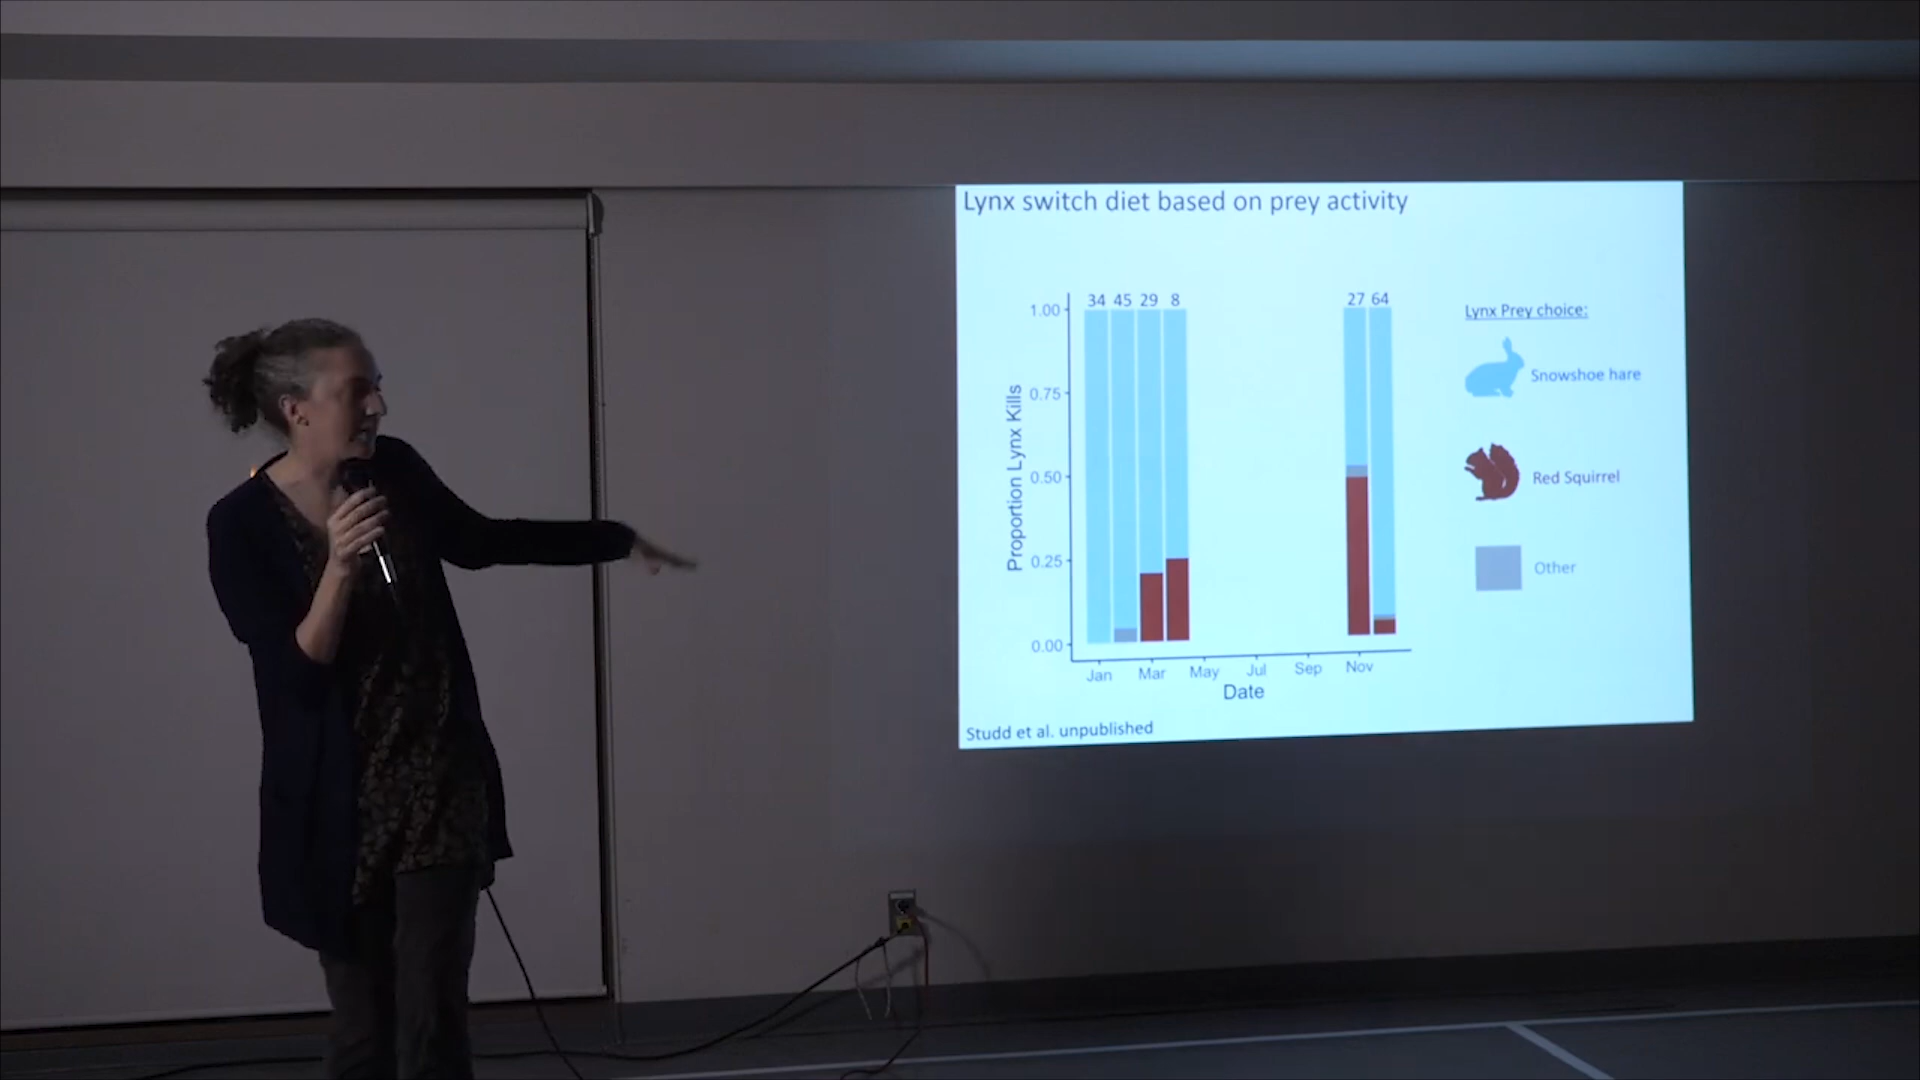 Lynx switch diet based on prey activity
34 45 29 8 27 64
1.00
0.75
0.50
0.25
0.00
Proportion Lynx Kills
Jan Mar May Jul Sep Nov
Date
Lynx Prey choice:
Snowshoe hare
Red Squirrel
Other
Studd et al. unpublished